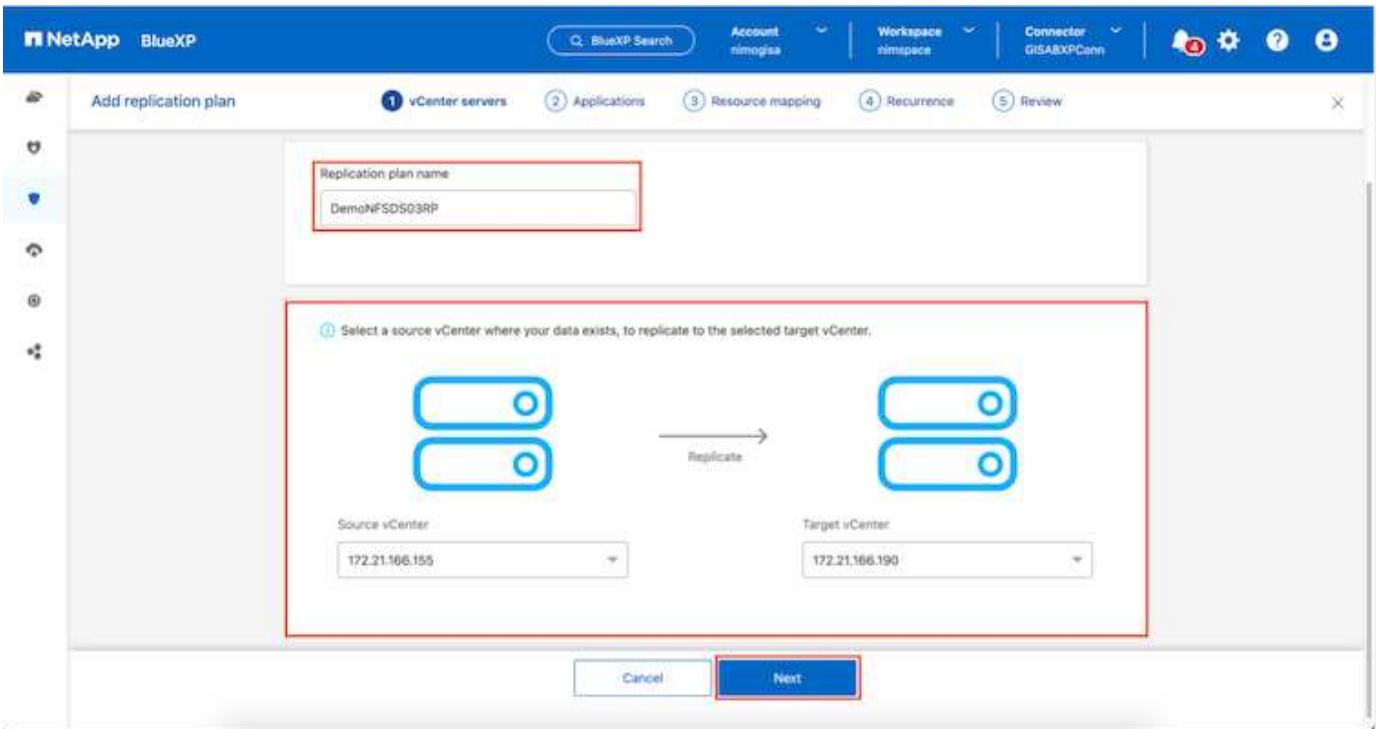 NetApp BlueXP
BlueXP Search
Account
nimogisa
Workspace
nimspace
Connector
GISABXPConn
4
Add replication plan
1 vCenter servers
2 Applications
3 Resource mapping
4 Recurrence
5 Review
Replication plan name
DemoNFSDS03RP
Select a source vCenter where your data exists, to replicate to the selected target vCenter.
Replicate
Source vCenter
172.21.166.155
Target vCenter
172.21.166.190
Cancel
Next